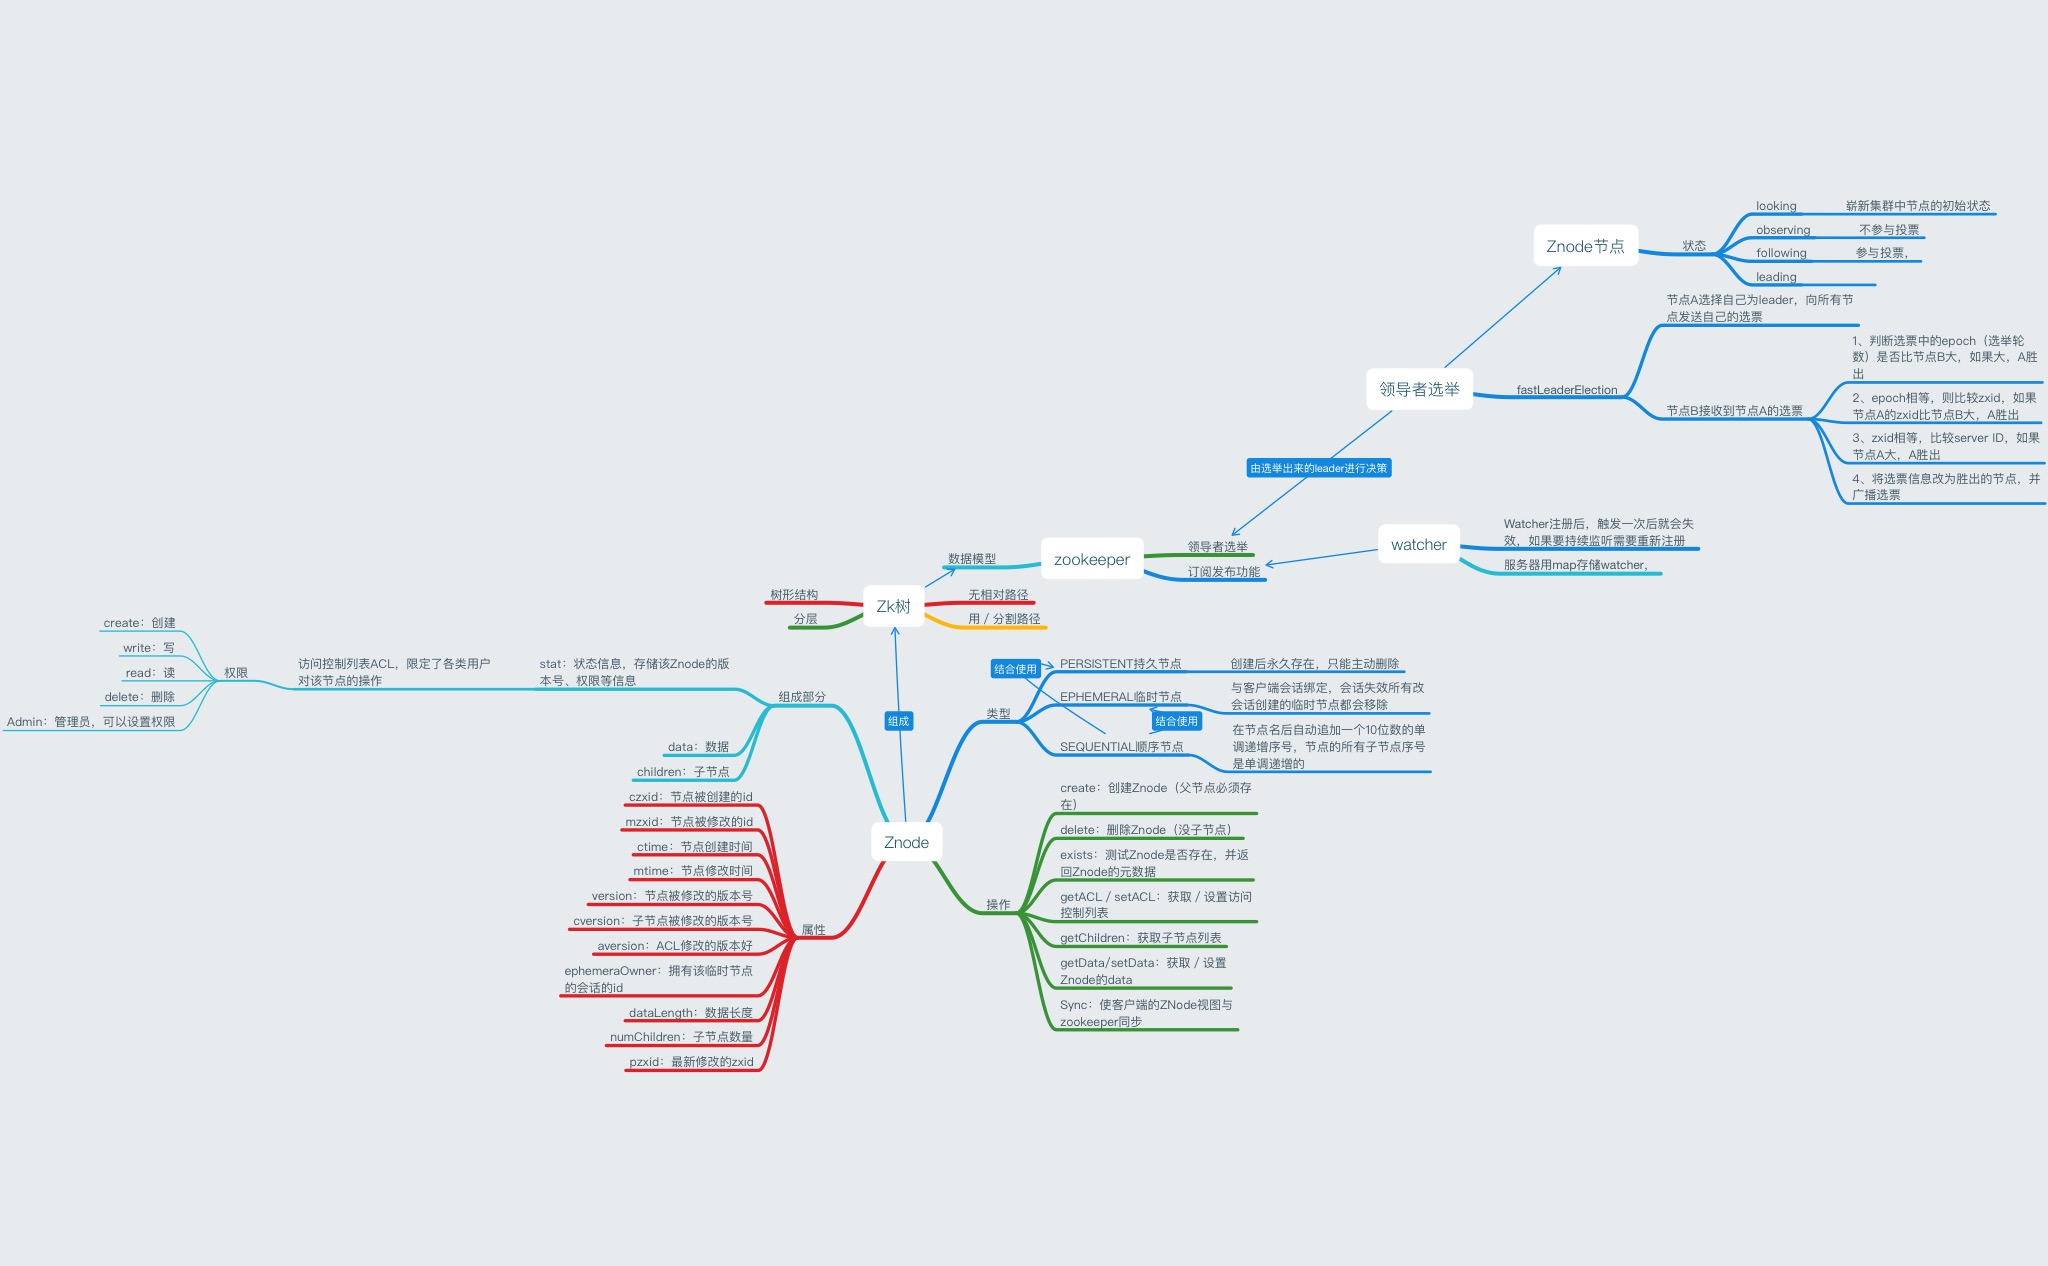 looking
崭新集群中节点的初始状态
observing
不参与投票
following
参与投票，
leading
Znode节点
状态
节点A选择自己为leader，向所有节
点发送自己的选票
1、判断选票中的epoch（选举轮
数）是否比节点B大，如果大，A胜
出
领导者选举
fastLeaderElection
2、epoch相等，则比较zxid，如果
节点A的zxid比节点B大，A胜出
节点B接收到节点A的选票
3、zxid相等，比较server ID，如果
节点A大，A胜出
4、将选票信息改为胜出的节点，并
广播选票
由选举出来的leader进行决策
Watcher注册后，触发一次后就会失
效，如果要持续监听需要重新注册
watcher
服务器用map存储watcher，
数据模型
zookeeper
领导者选举
订阅发布功能
树形结构
分层
Zk树
无相对路径
用 / 分割路径
create：创建
write：写
read：读
delete：删除
Admin：管理员，可以设置权限
权限
访问控制列表ACL，限定了各类用户
对该节点的操作
stat：状态信息，存储该Znode的版
本号、权限等信息
组成部分
data：数据
children：子节点
组成
结合使用
PERSISTENT持久节点
创建后永久存在，只能主动删除
EPHEMERAL临时节点
与客户端会话绑定，会话失效所有改
会话创建的临时节点都会移除
类型
结合使用
SEQUENTIAL顺序节点
在节点名后自动追加一个10位数的单
调递增序号，节点的所有子节点序号
是单调递增的
Znode
czxid：节点被创建的id
mzxid：节点被修改的id
ctime：节点创建时间
mtime：节点修改时间
version：节点被修改的版本号
cversion：子节点被修改的版本号
aversion：ACL修改的版本好
ephemeraOwner：拥有该临时节点
的会话的id
dataLength：数据长度
numChildren：子节点数量
pzxid：最新修改的zxid
属性
操作
create：创建Znode（父节点必须存
在）
delete：删除Znode（没子节点）
exists：测试Znode是否存在，并返
回Znode的元数据
getACL / setACL：获取 / 设置访问
控制列表
getChildren：获取子节点列表
getData/setData：获取 / 设置
Znode的data
Sync：使客户端的ZNode视图与
zookeeper同步